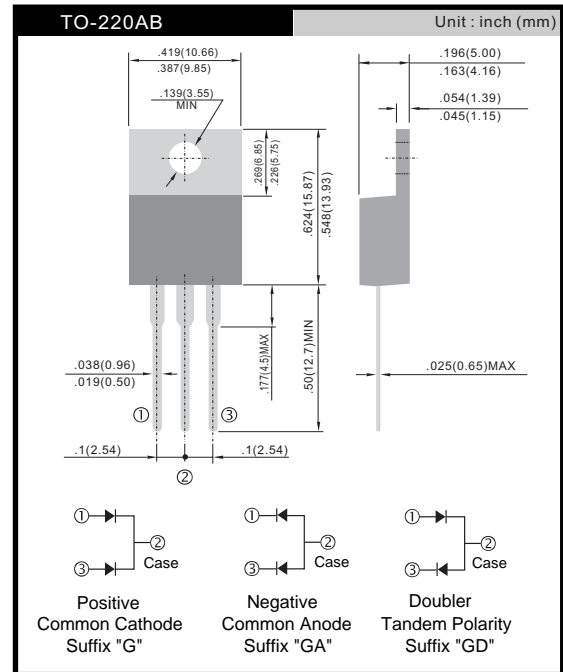 TO-220AB
Unit : inch (mm)
.419(10.66)
.387(9.85)
.139(3.55)
MIN
.269(6.85)
.226(5.75)
.624(15.87)
.548(13.93)
.196(5.00)
.163(4.16)
.054(1.39)
.045(1.15)
.038(0.96)
.019(0.50)
.177(4.5)MAX
.50(12.7)MIN
.025(0.65)MAX
① ③
.1(2.54) .1(2.54)
②
① ② ③ Case
① ② ③ Case
① ② ③ Case
Positive
Common Cathode
Suffix "G"
Negative
Common Anode
Suffix "GA"
Doubler
Tandem Polarity
Suffix "GD"